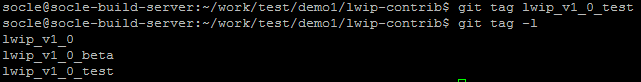 socle@socle-build-server:~/work/test/demo1/lwip-contrib$ git tag lwip_v1_0_test
socle@socle-build-server:~/work/test/demo1/lwip-contrib$ git tag -l
lwip_v1_0
lwip_v1_0_beta
lwip_v1_0_test